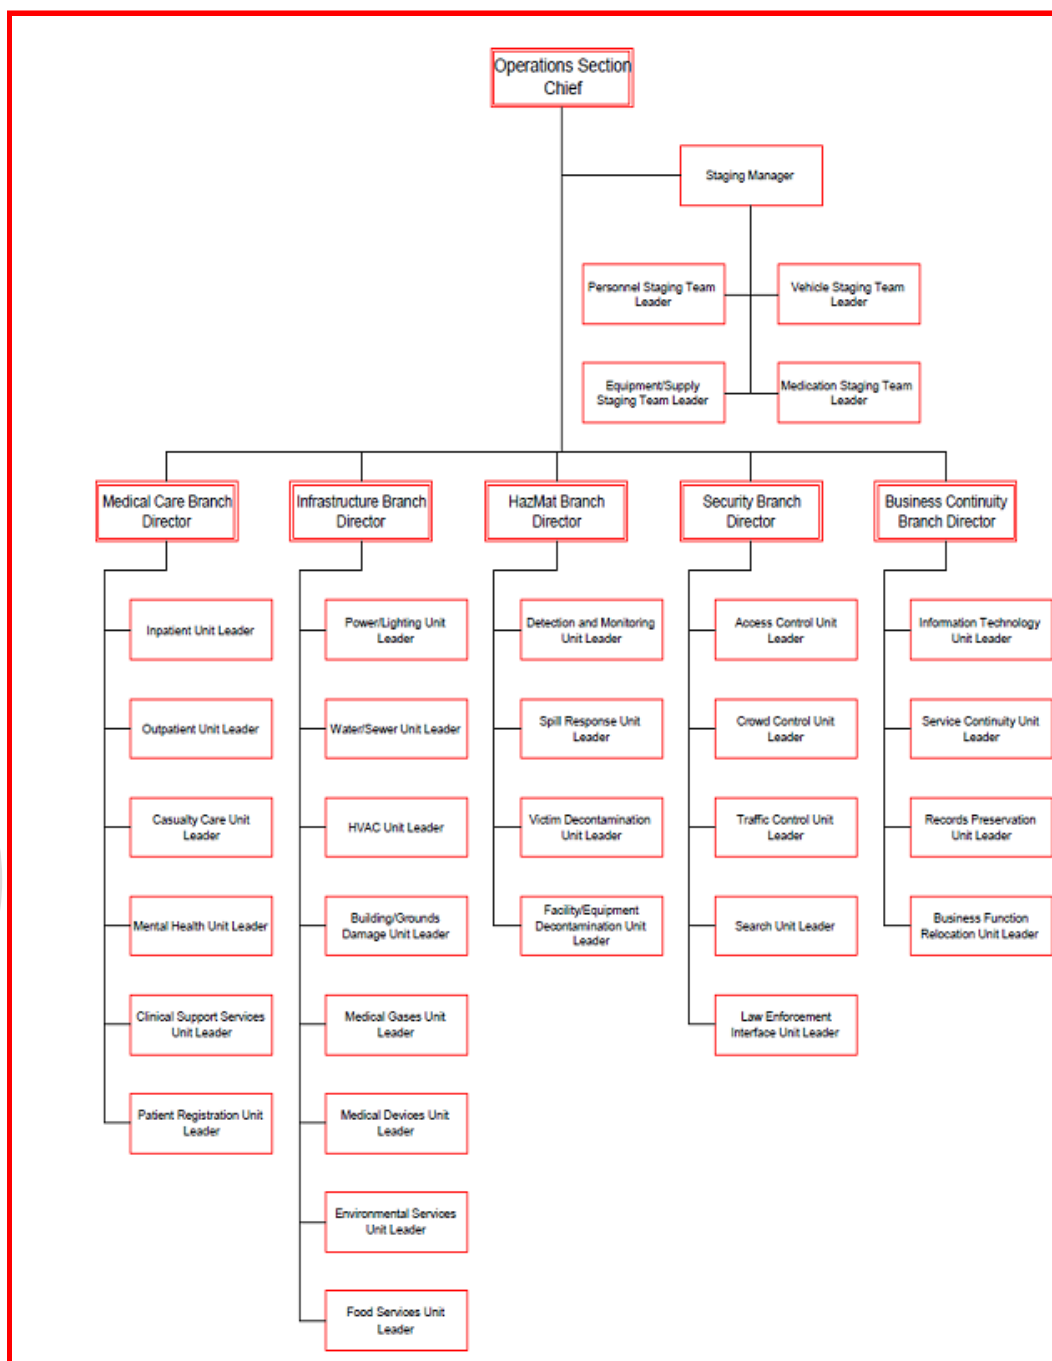 Operations Section
Chief
Staging Manager
Personnel Staging Team
Leader
Vehicle Staging Team
Leader
Equipment/Supply
Staging Team Leader
Medication Staging Team
Leader
Medical Care Branch
Director
Infrastructure Branch
Director
HazMat Branch
Director
Security Branch
Director
Business Continuity
Branch Director
Inpatient Unit Leader
Outpatient Unit Leader
Casualty Care Unit
Leader
Mental Health Unit Leader
Clinical Support Services
Unit Leader
Patient Registration Unit
Leader
Power/Lighting Unit
Leader
Water/Sewer Unit Leader
HVAC Unit Leader
Building/Grounds
Damage Unit Leader
Medical Gases Unit
Leader
Medical Devices Unit
Leader
Environmental Services
Unit Leader
Food Services Unit
Leader
Detection and Monitoring
Unit Leader
Spill Response Unit
Leader
Victim Decontamination
Unit Leader
Facility/Equipment
Decontamination Unit
Leader
Access Control Unit
Leader
Crowd Control Unit
Leader
Traffic Control Unit
Leader
Search Unit Leader
Law Enforcement
Interface Unit Leader
Information Technology
Unit Leader
Service Continuity Unit
Leader
Records Preservation
Unit Leader
Business Function
Relocation Unit Leader